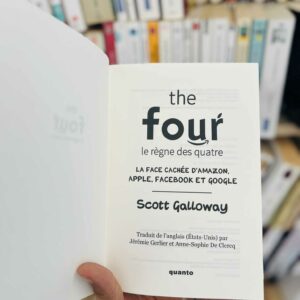 the
four
le règne des quatre
LA FACE CACHÉE D'AMAZON,
APPLE, FACEBOOK ET GOOGLE
Scott Galloway
Traduit de l'anglais (États-Unis) par
Jérémie Gerlier et Anne-Sophie De Clercq
quanto